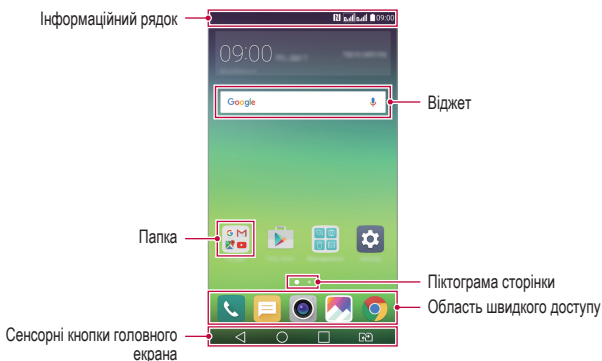 Інформаційний рядок
09:00
09:00
Google
Віджет
Папка
Піктограма сторінки
Область швидкого доступу
Сенсорні кнопки головного
екрана